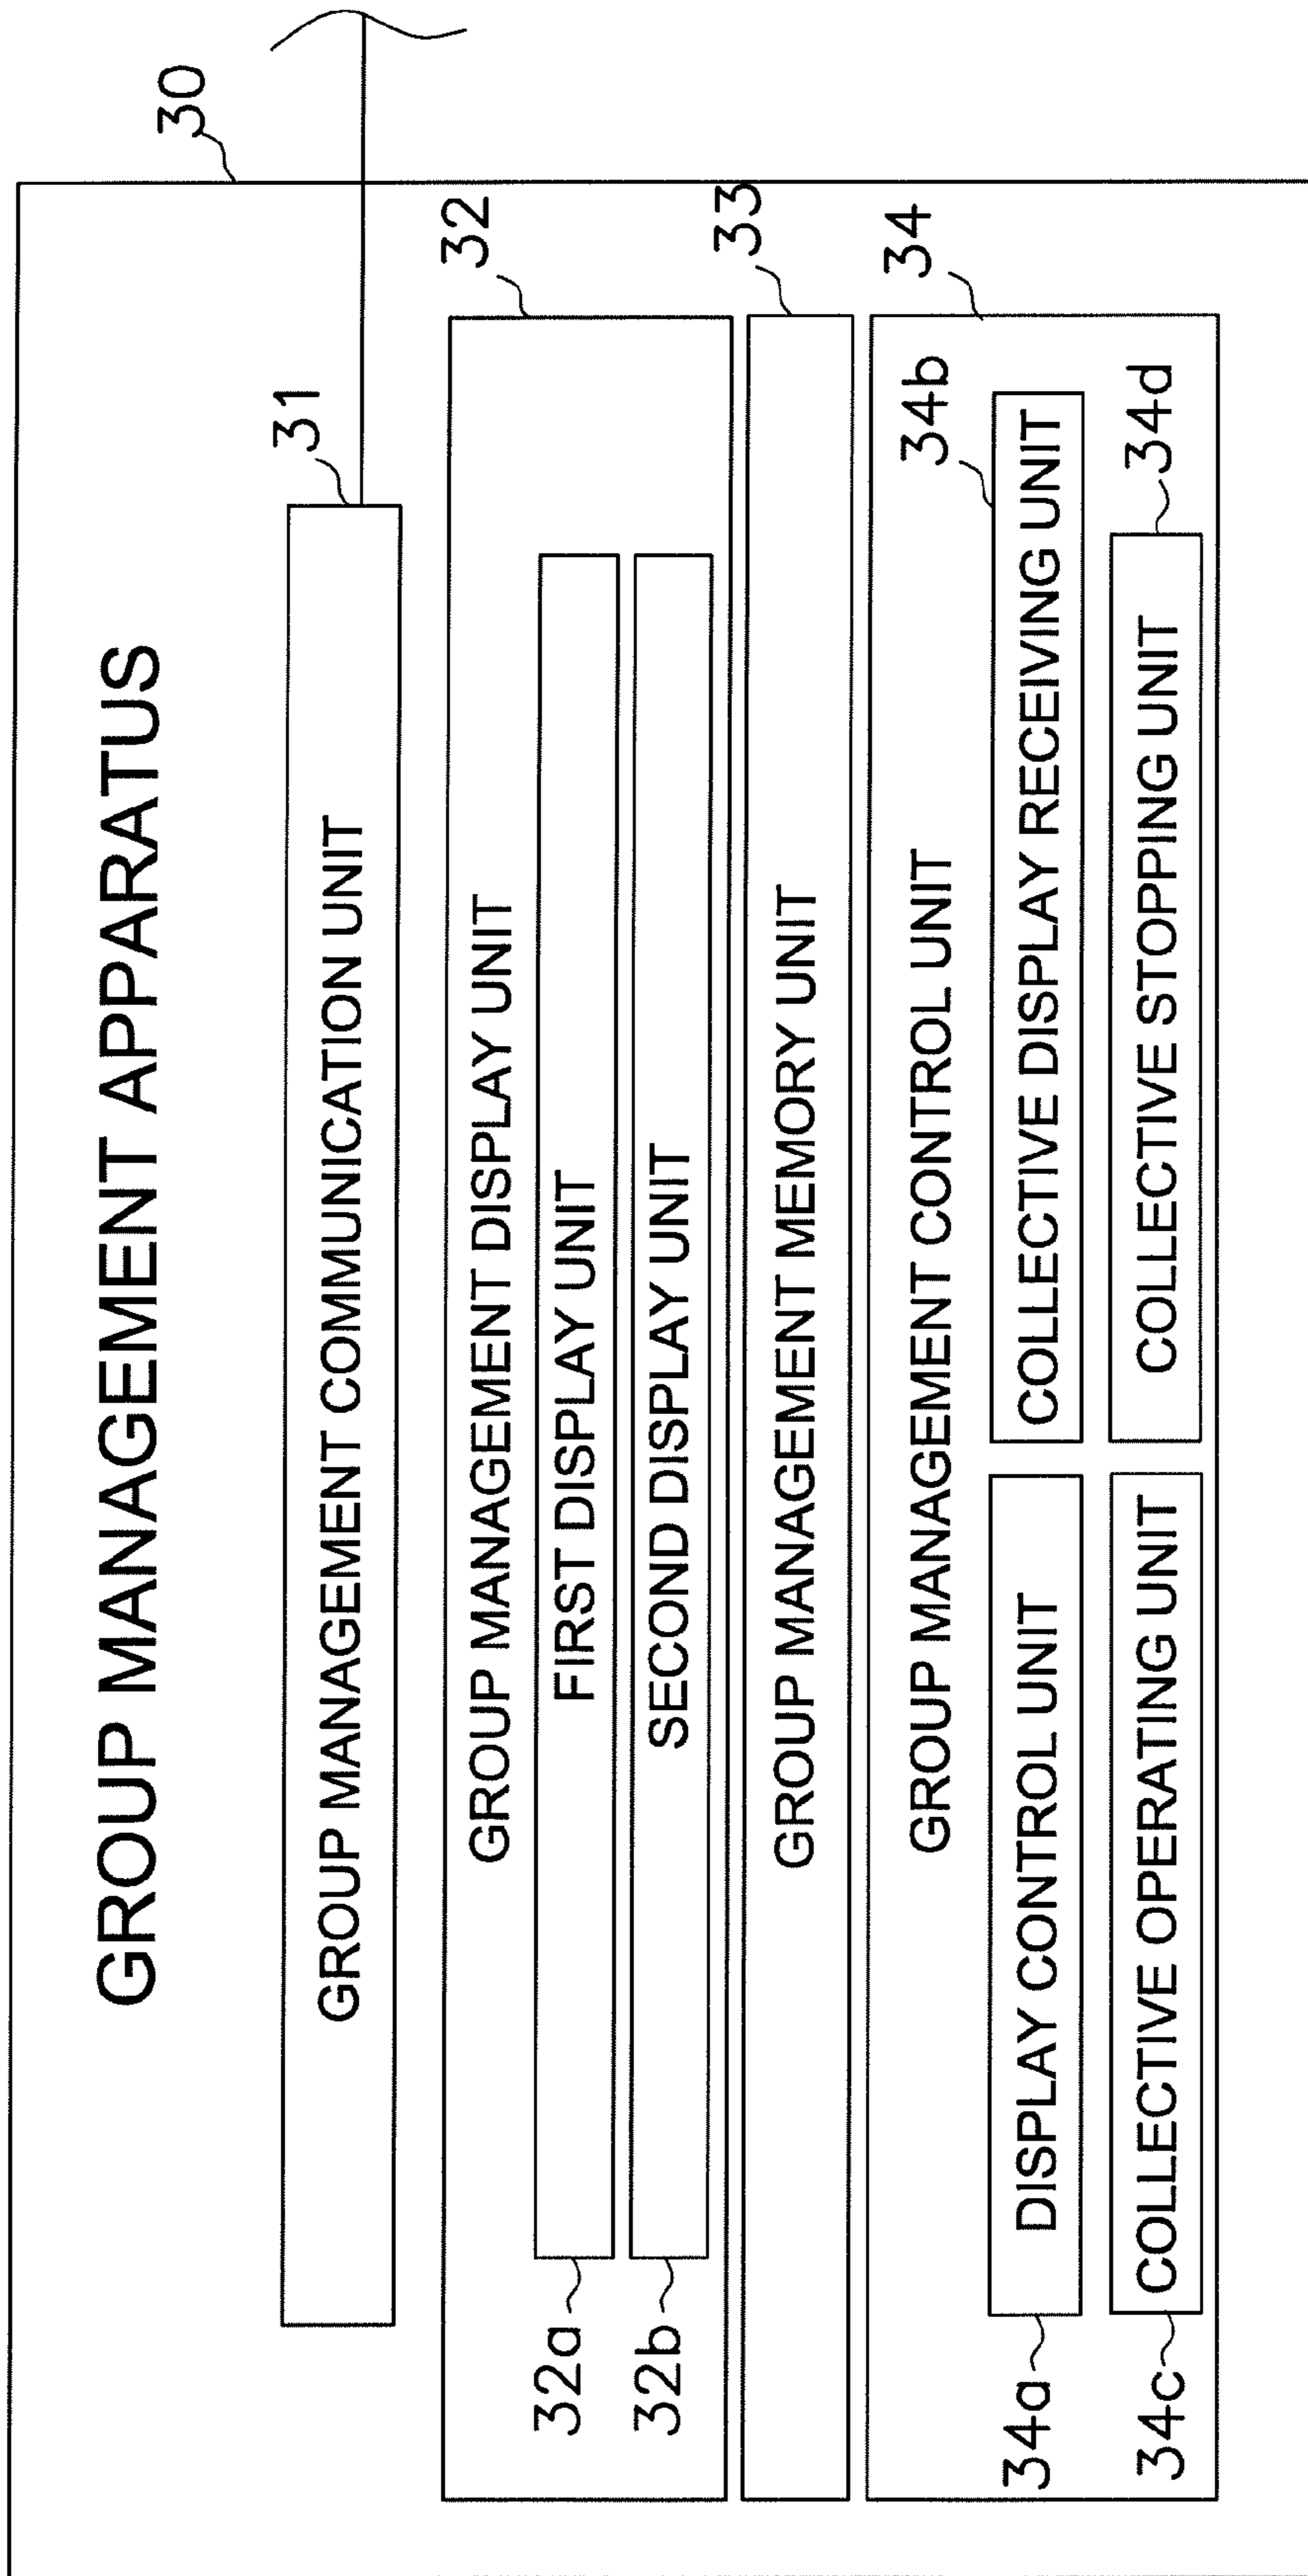 GROUP MANAGEMENT APPARATUS
30
31
GROUP MANAGEMENT COMMUNICATION UNIT
32
GROUP MANAGEMENT DISPLAY UNIT
32a
FIRST DISPLAY UNIT
32b
SECOND DISPLAY UNIT
33
GROUP MANAGEMENT MEMORY UNIT
34
GROUP MANAGEMENT CONTROL UNIT
34b
34a
DISPLAY CONTROL UNIT
COLLECTIVE DISPLAY RECEIVING UNIT
34c
COLLECTIVE OPERATING UNIT
COLLECTIVE STOPPING UNIT
34d